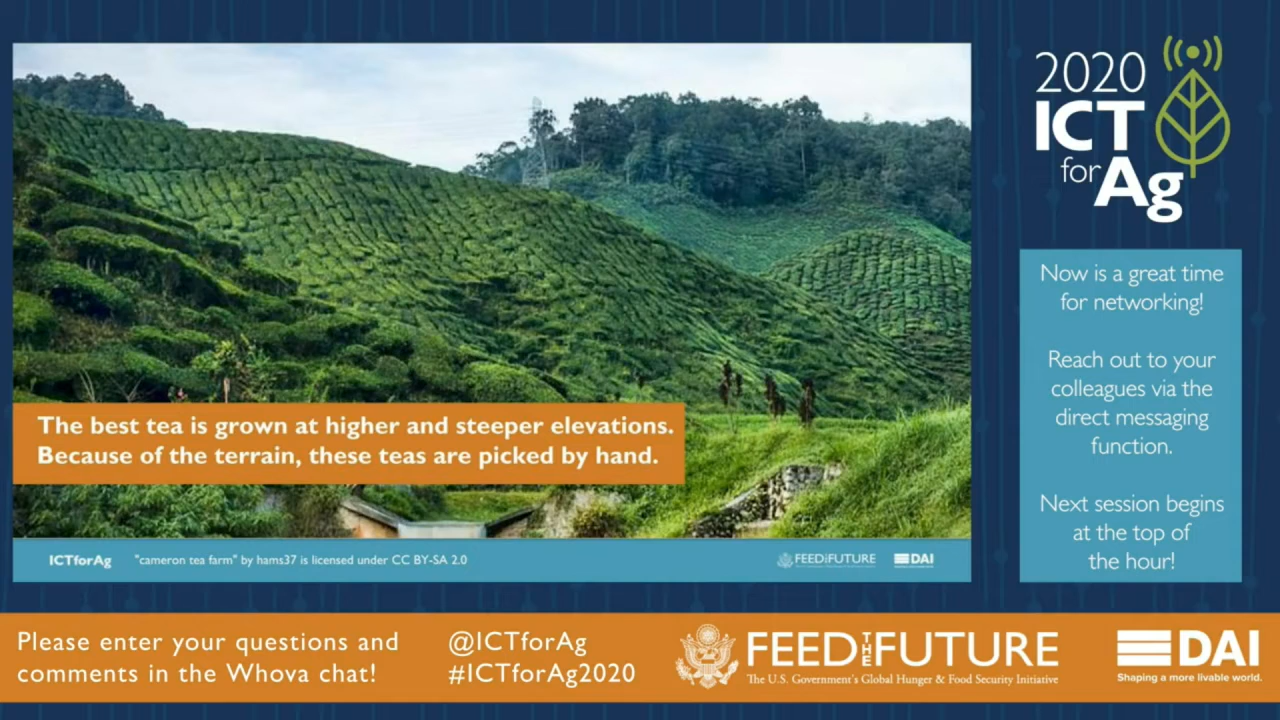 The best tea is grown at higher and steeper elevations.
Because of the terrain, these teas are picked by hand.
ICTforAg
"cameron tea farm" by hams37 is licensed under CC BY-SA 2.0
FEED THE FUTURE
DAI
2020
ICT
for Ag
Now is a great time
for networking!
Reach out to your
colleagues via the
direct messaging
function.
Next session begins
at the top of
the hour!
Please enter your questions and
comments in the Whova chat!
@ICTforAg
#ICTforAg2020
FEED THE FUTURE
The U.S. Government's Global Hunger & Food Security Initiative
DAI
Shaping a more livable world.